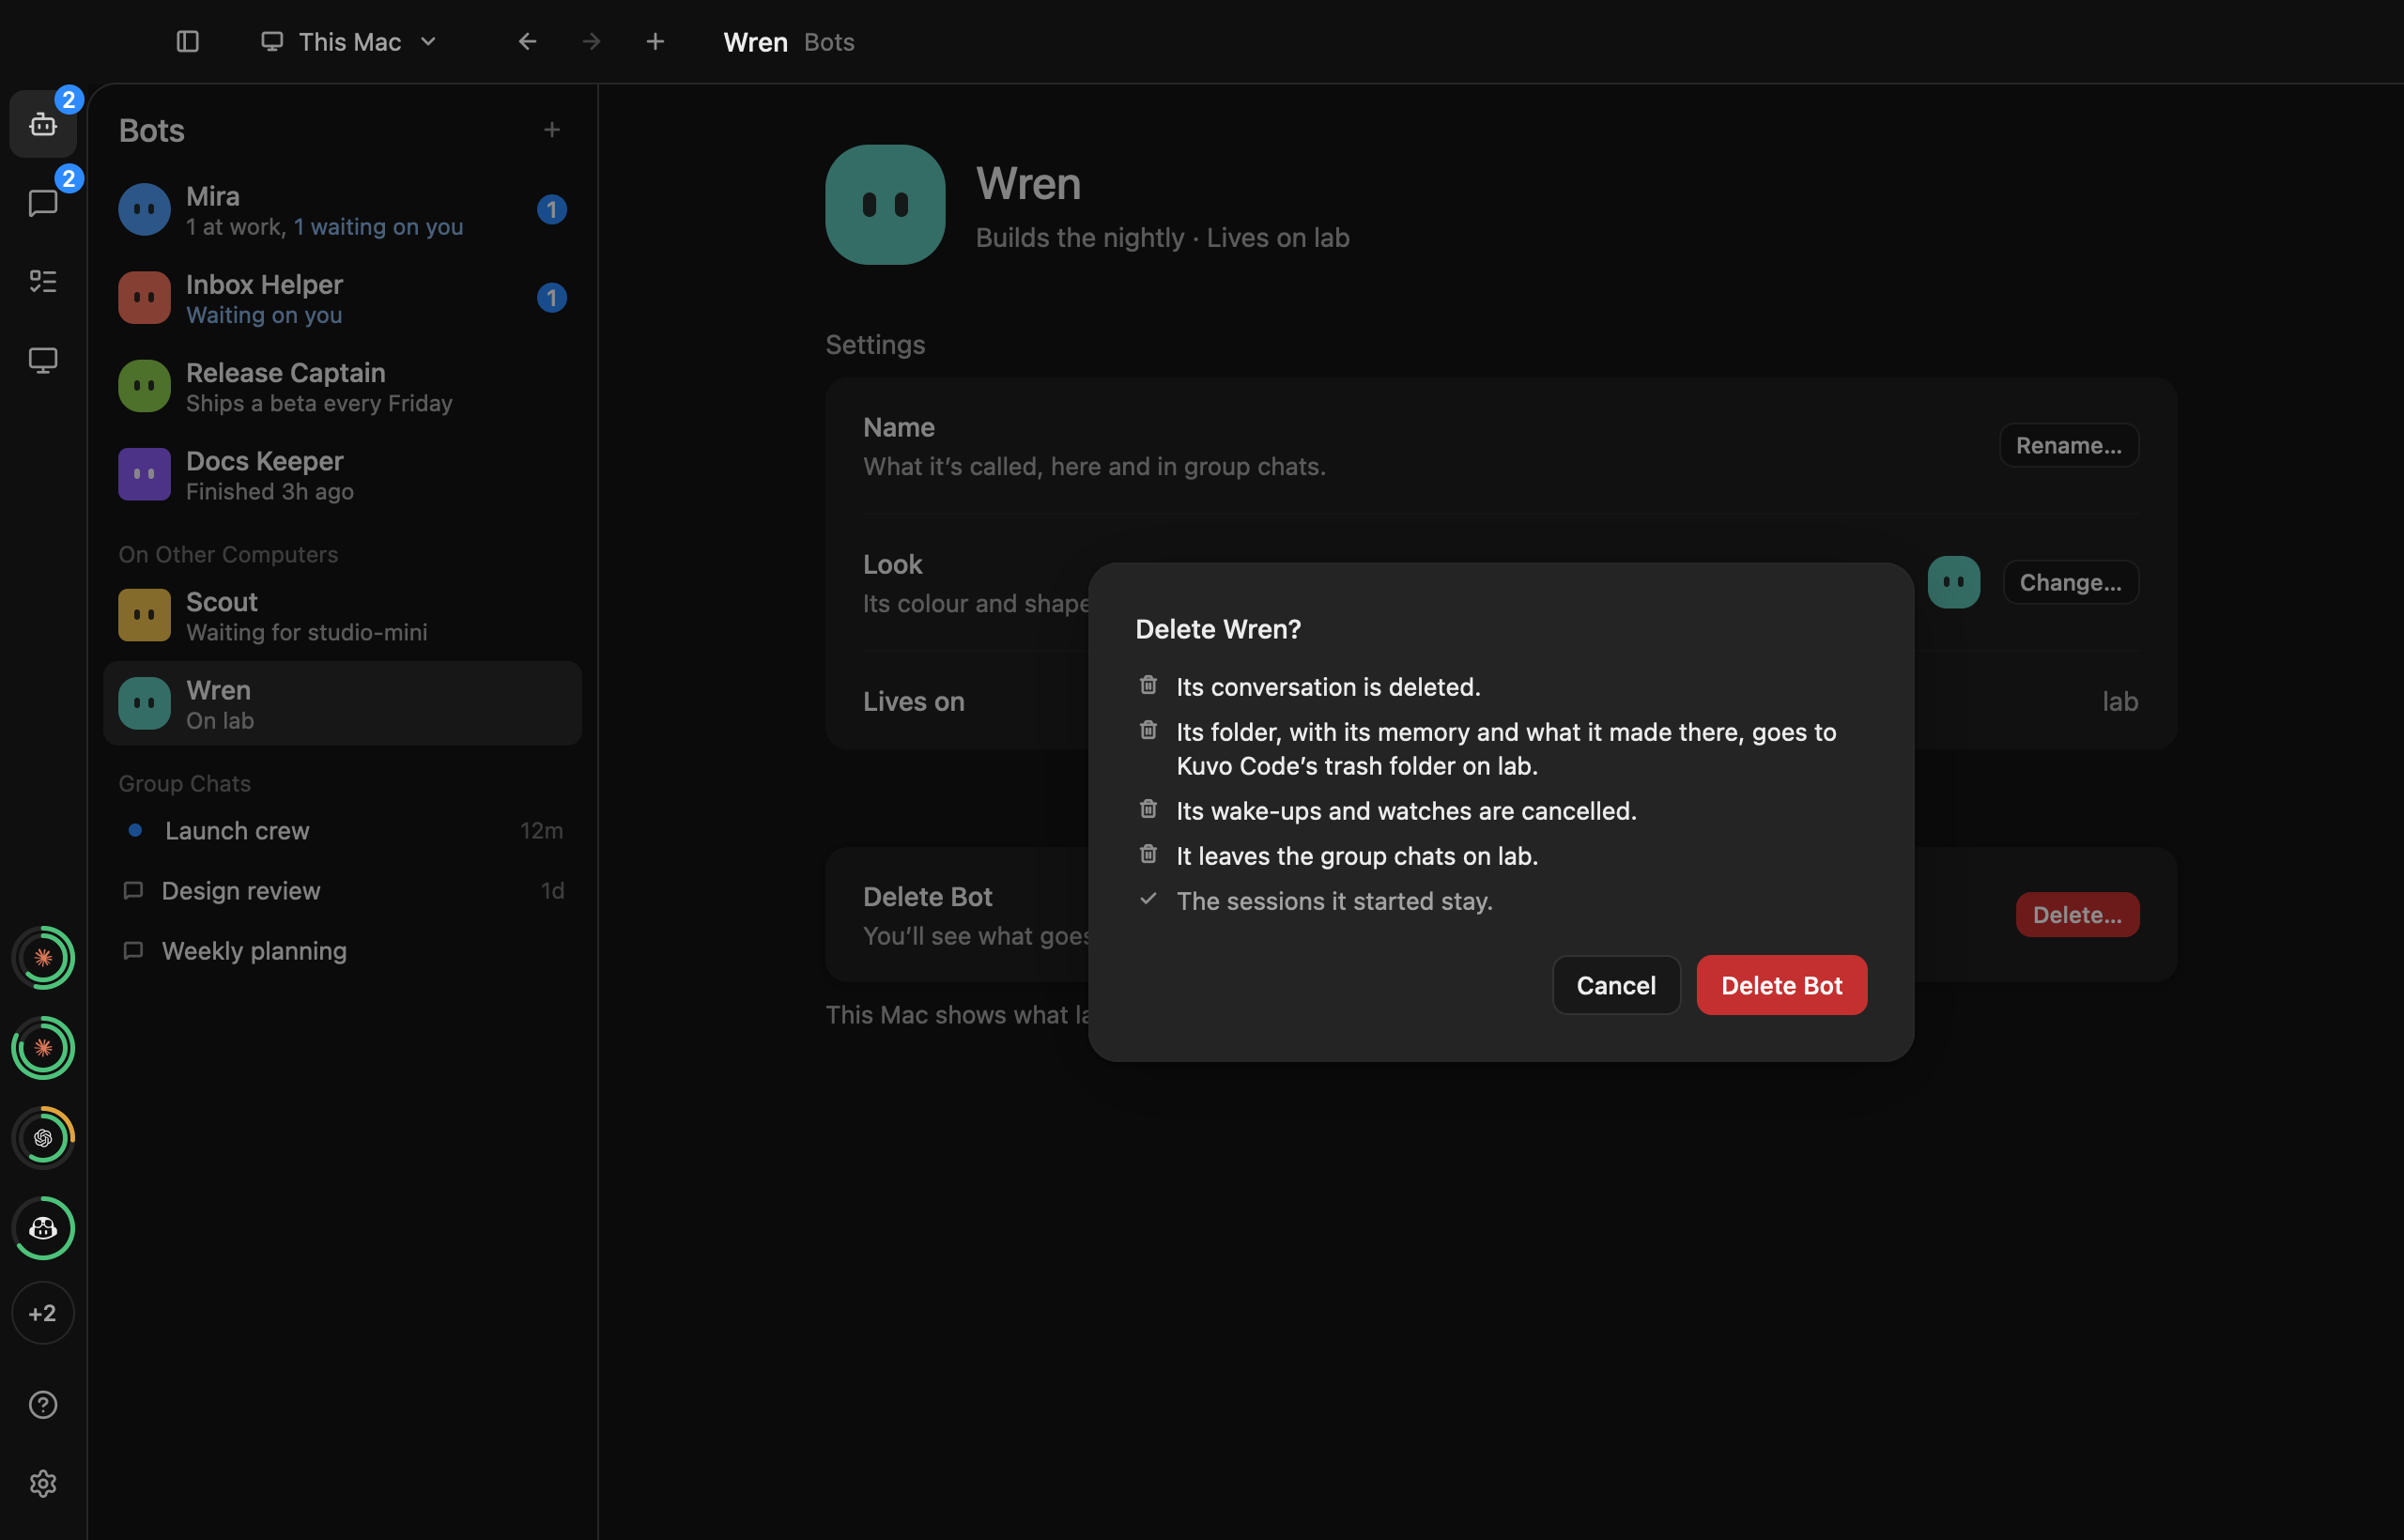 This Mac
Wren Bots
2
2
Bots
Mira
1 at work, 1 waiting on you
1
Inbox Helper
Waiting on you
1
Release Captain
Ships a beta every Friday
Docs Keeper
Finished 3h ago
On Other Computers
Scout
Waiting for studio-mini
Wren
On lab
Group Chats
Launch crew 12m
Design review 1d
Weekly planning
+2
Wren
Builds the nightly · Lives on lab
Settings
Name
What it’s called, here and in group chats.
Rename...
Look
Its colour and shape
Change...
Lives on
lab
Delete Bot
You’ll see what goes
Delete...
This Mac shows what
Delete Wren?
Its conversation is deleted.
Its folder, with its memory and what it made there, goes to
Kuvo Code’s trash folder on lab.
Its wake-ups and watches are cancelled.
It leaves the group chats on lab.
The sessions it started stay.
Cancel
Delete Bot